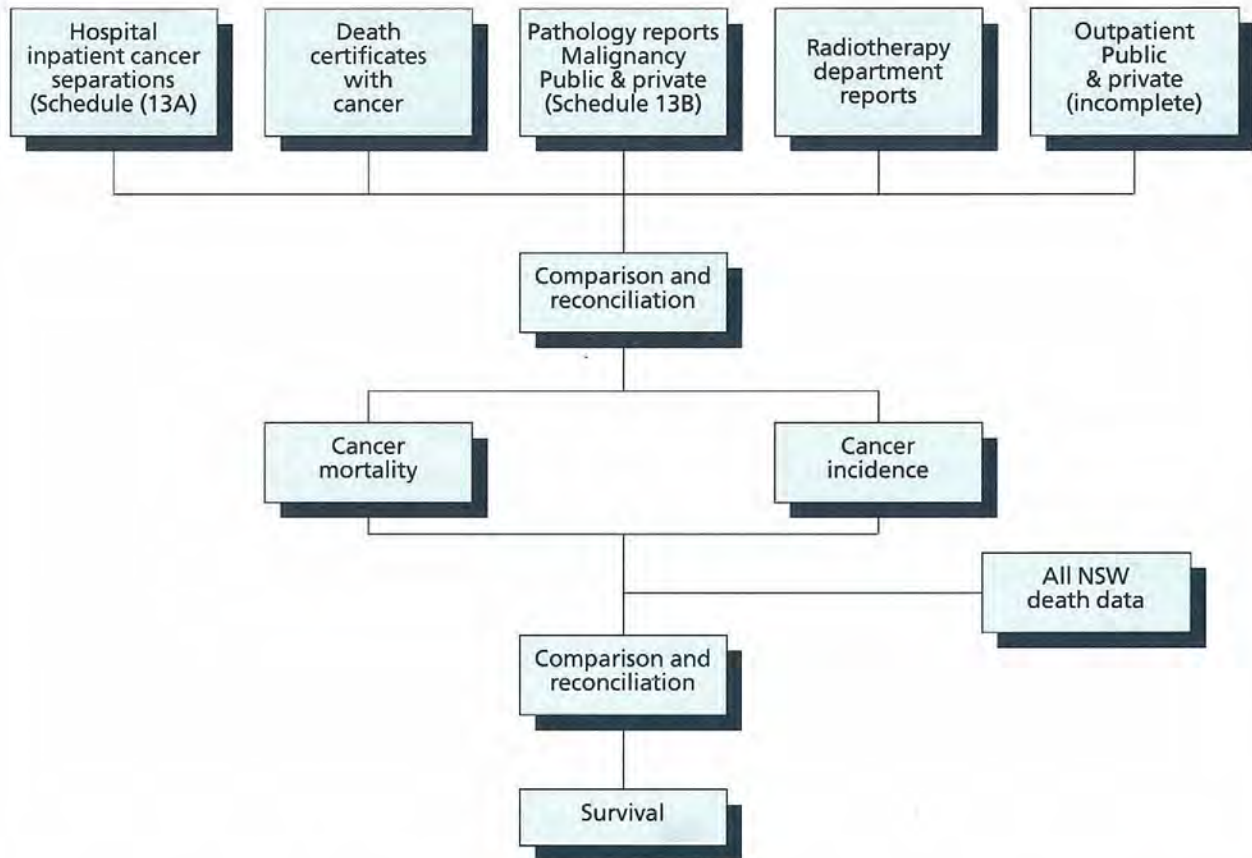 Hospital
inpatient cancer
separations
(Schedule (13A)
Death
certificates
with
cancer
Pathology reports
Malignancy
Public & private
(Schedule 13B)
Radiotherapy
department
reports
Outpatient
Public
& private
(incomplete)
Comparison and
reconciliation
Cancer
mortality
Cancer
incidence
All NSW
death data
Comparison and
reconciliation
Survival